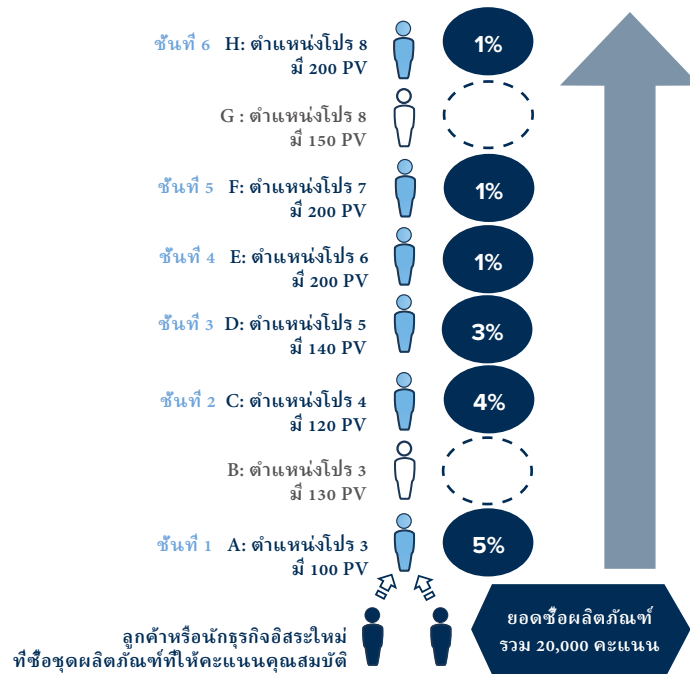 ชั้นที่ 6 H: ตำแหน่งโปร 8 1%
มี 200 PV
G : ตำแหน่งโปร 8
มี 150 PV
ชั้นที่ 5 F: ตำแหน่งโปร 7 1%
มี 200 PV
ชั้นที่ 4 E: ตำแหน่งโปร 6 1%
มี 200 PV
ชั้นที่ 3 D: ตำแหน่งโปร 5 3%
มี 140 PV
ชั้นที่ 2 C: ตำแหน่งโปร 4 4%
มี 120 PV
B: ตำแหน่งโปร 3
มี 130 PV
ชั้นที่ 1 A: ตำแหน่งโปร 3 5%
มี 100 PV
ลูกค้าหรือนักธุรกิจอิสระใหม่
ที่ซื้อชุดผลิตภัณฑ์ที่ให้คะแนนคุณสมบัติ
ยอดซื้อผลิตภัณฑ์
รวม 20,000 คะแนน